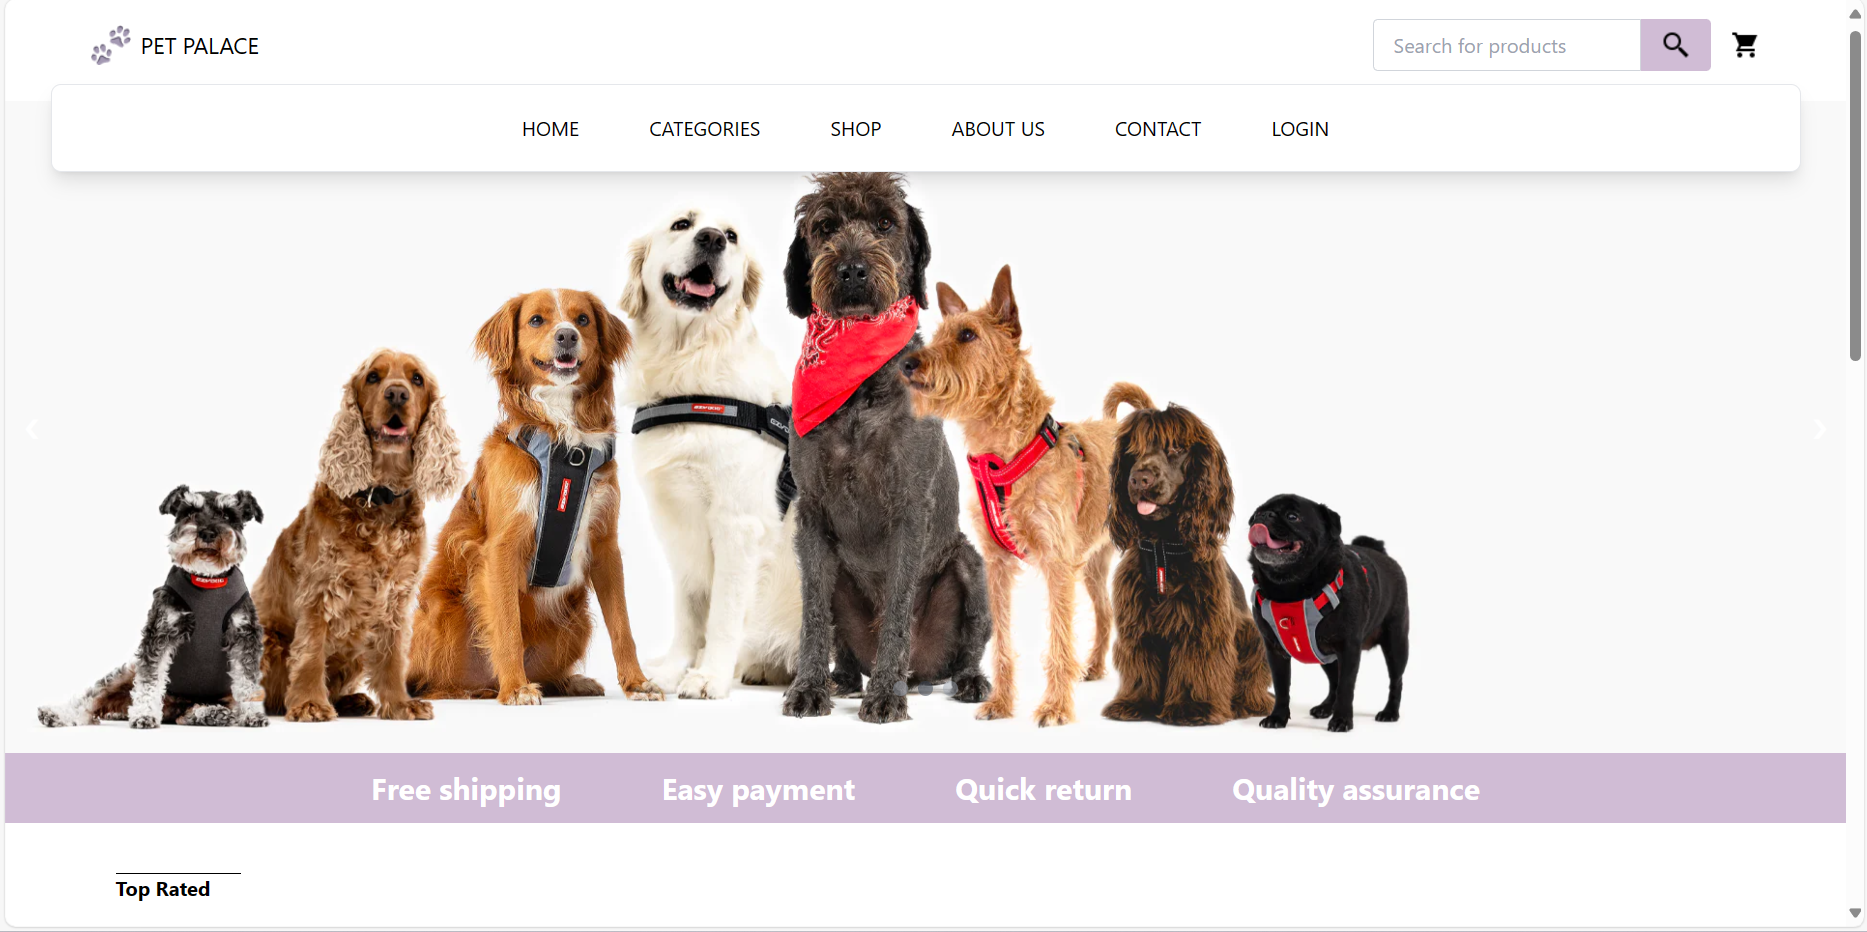 PET PALACE
Search for products
HOME CATEGORIES SHOP ABOUT US CONTACT LOGIN
Free shipping Easy payment Quick return Quality assurance
Top Rated